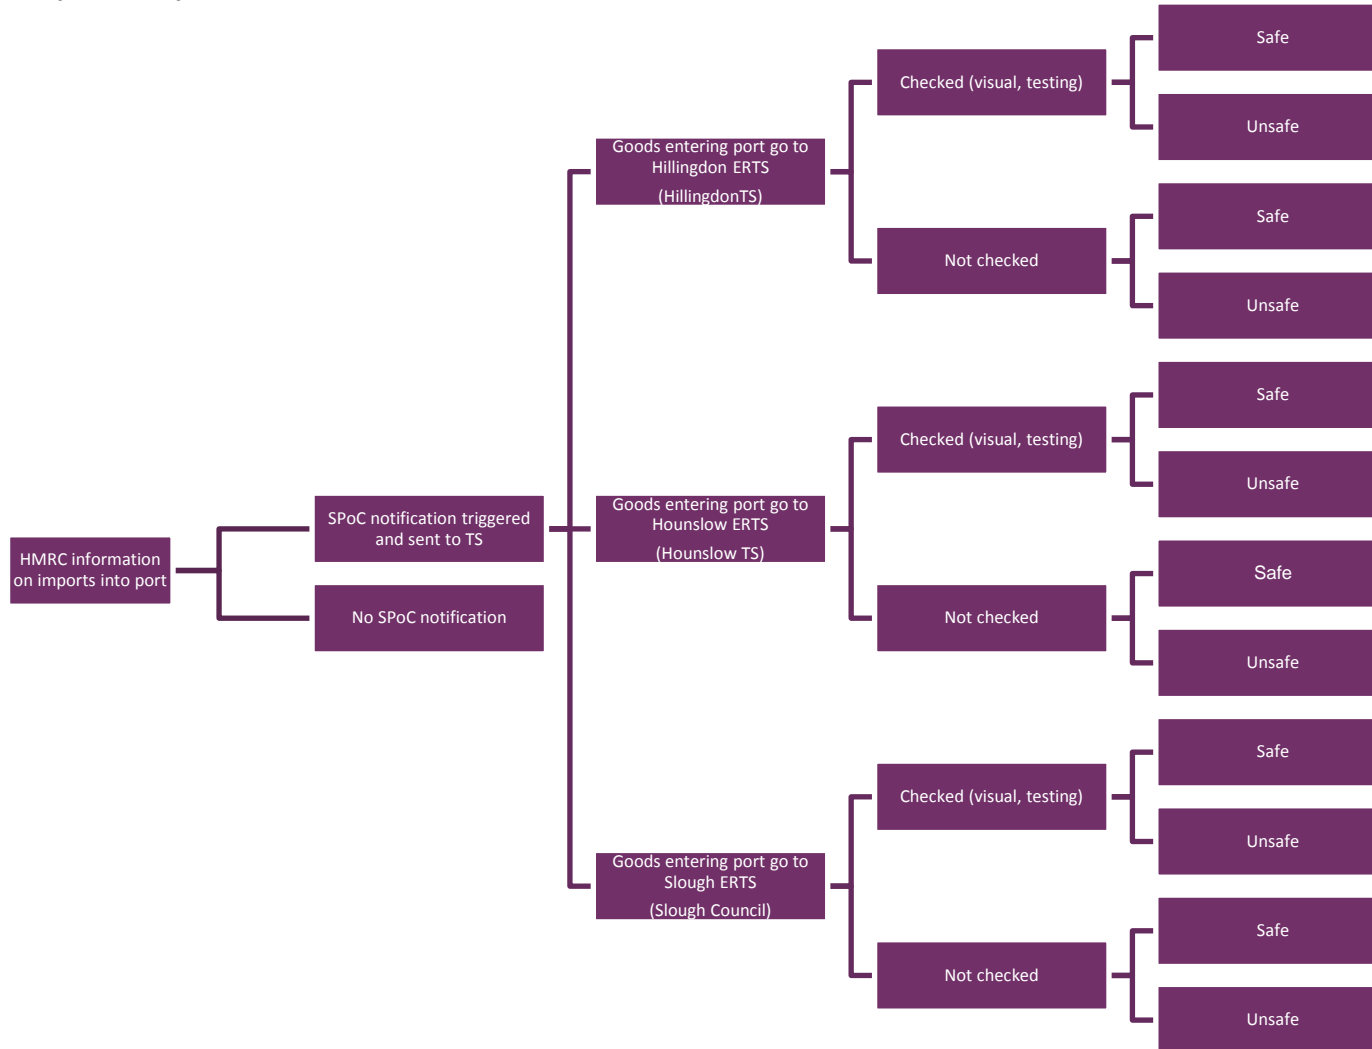 HMRC information
on imports into port
SPoC notification triggered
and sent to TS
No SPoC notification
Goods entering port go to
Hillingdon ERTS
(HillingdonTS)
Checked (visual, testing)
Safe
Unsafe
Not checked
Safe
Unsafe
Goods entering port go to
Hounslow ERTS
(Hounslow TS)
Checked (visual, testing)
Safe
Unsafe
Not checked
Safe
Unsafe
Goods entering port go to
Slough ERTS
(Slough Council)
Checked (visual, testing)
Safe
Unsafe
Not checked
Safe
Unsafe